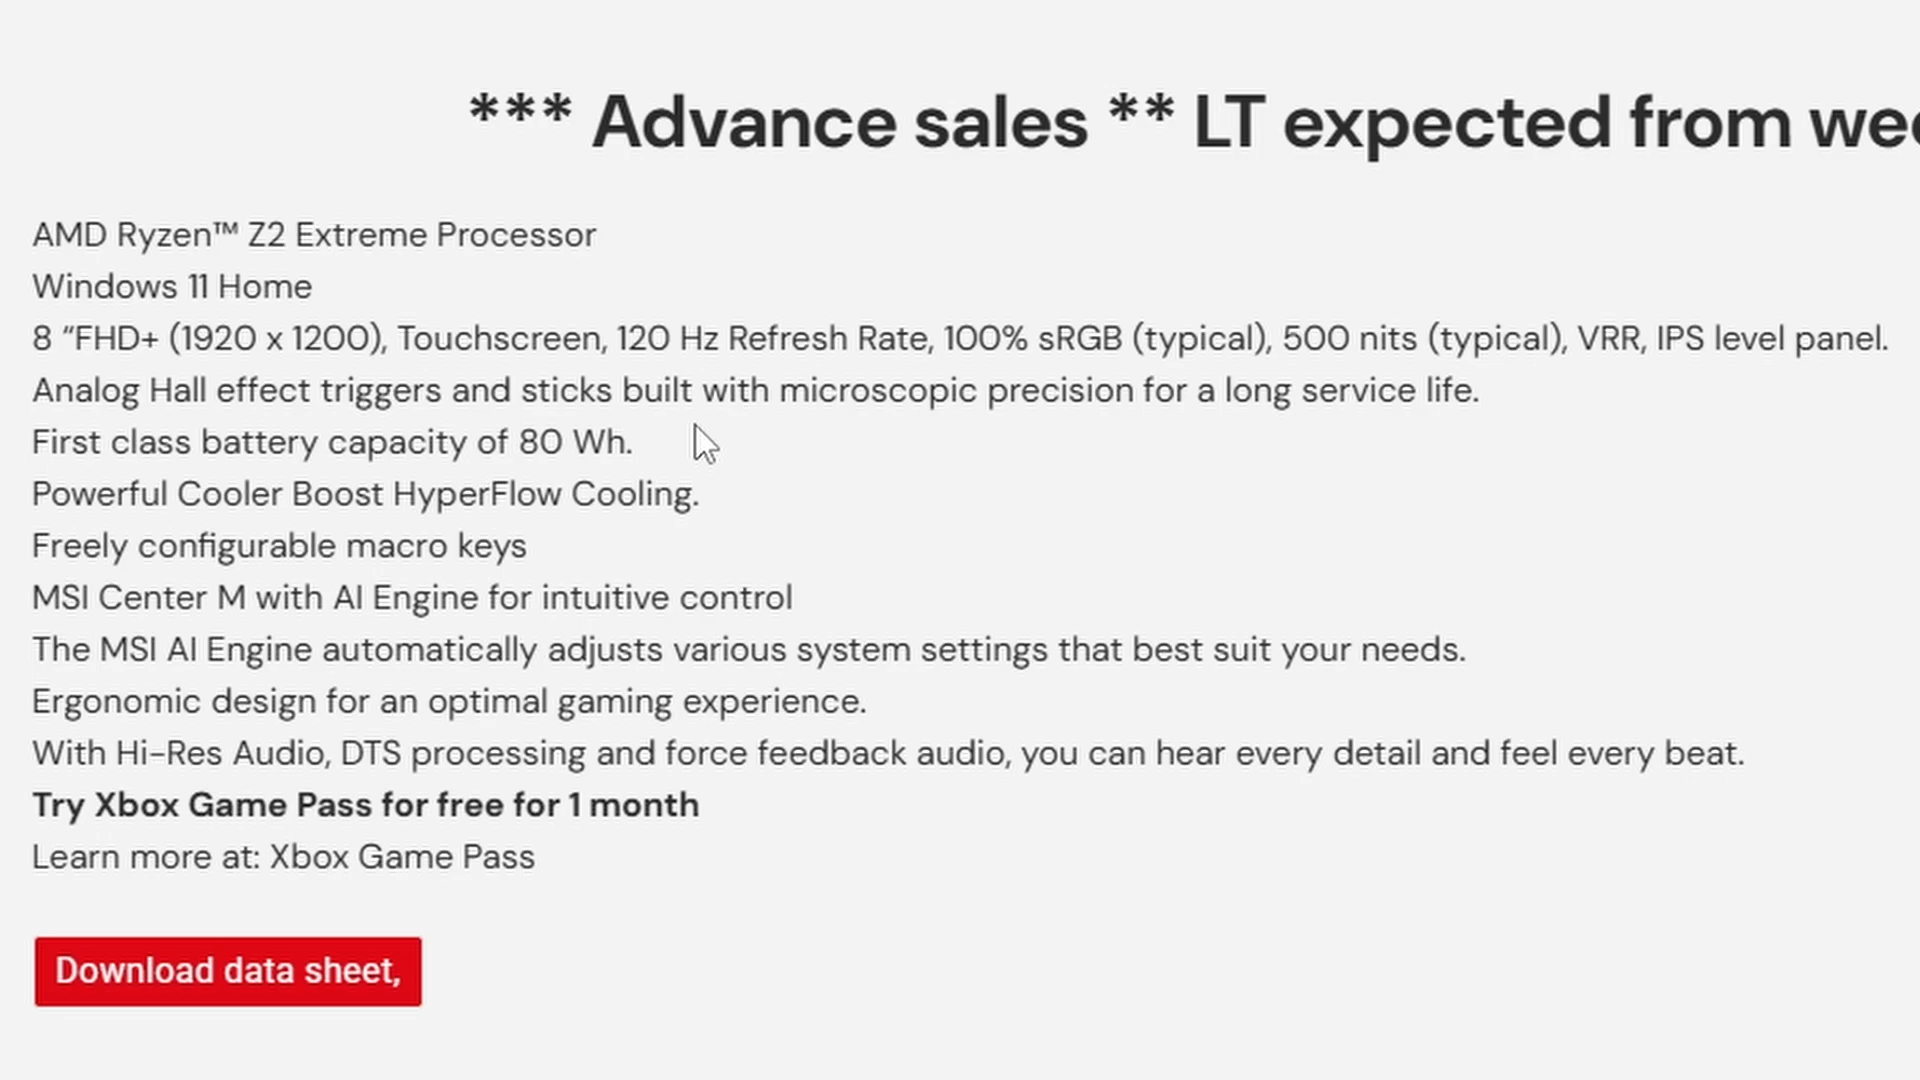 *** Advance sales ** LT expected from
AMD Ryzen™ Z2 Extreme Processor
Windows 11 Home
8 “FHD+ (1920 x 1200), Touchscreen, 120 Hz Refresh Rate, 100% sRGB (typical), 500 nits (typical), VRR, IPS level panel.
Analog Hall effect triggers and sticks built with microscopic precision for a long service life.
First class battery capacity of 80 Wh.
Powerful Cooler Boost HyperFlow Cooling.
Freely configurable macro keys
MSI Center M with AI Engine for intuitive control
The MSI AI Engine automatically adjusts various system settings that best suit your needs.
Ergonomic design for an optimal gaming experience.
With Hi-Res Audio, DTS processing and force feedback audio, you can hear every detail and feel every beat.
Try Xbox Game Pass for free for 1 month
Learn more at: Xbox Game Pass
Download data sheet,